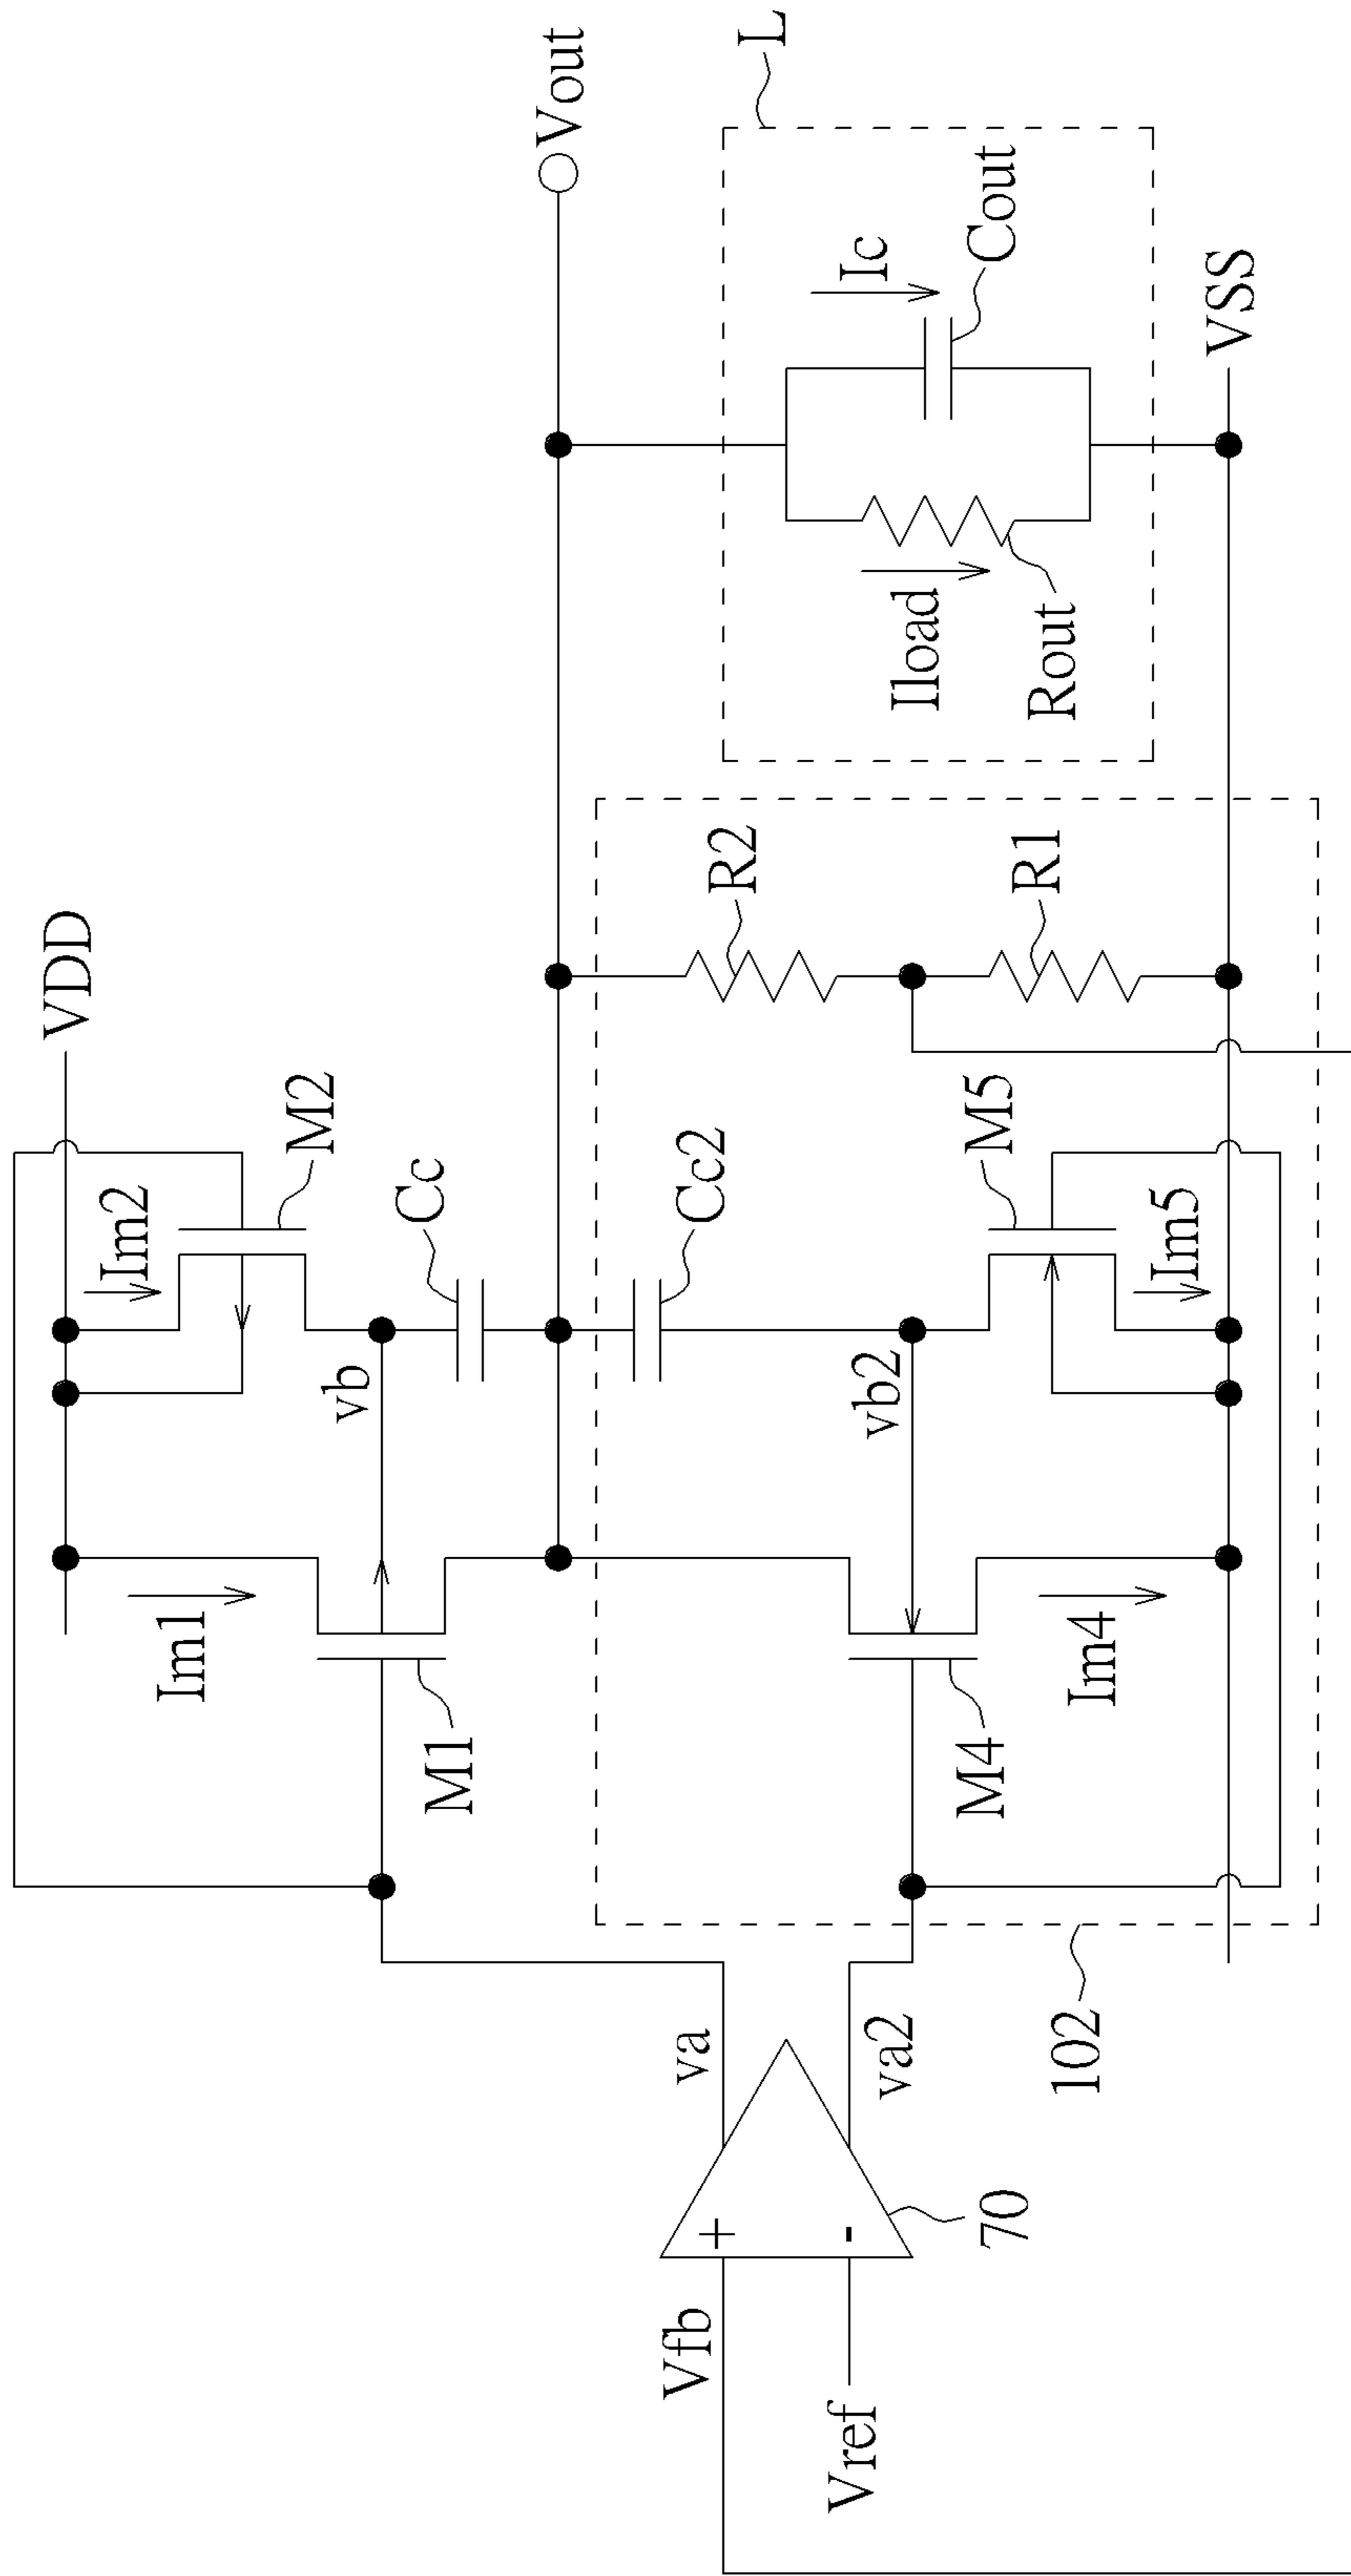 VDD
Im2
M2
Im1
vb
M1
Cc
Vout
Cc2
R2
L
va
Vfb
+
-
Vref
va2
70
vb2
M4
M5
R1
Iload
Ic
Rout
Cout
Im4
Im5
102
VSS